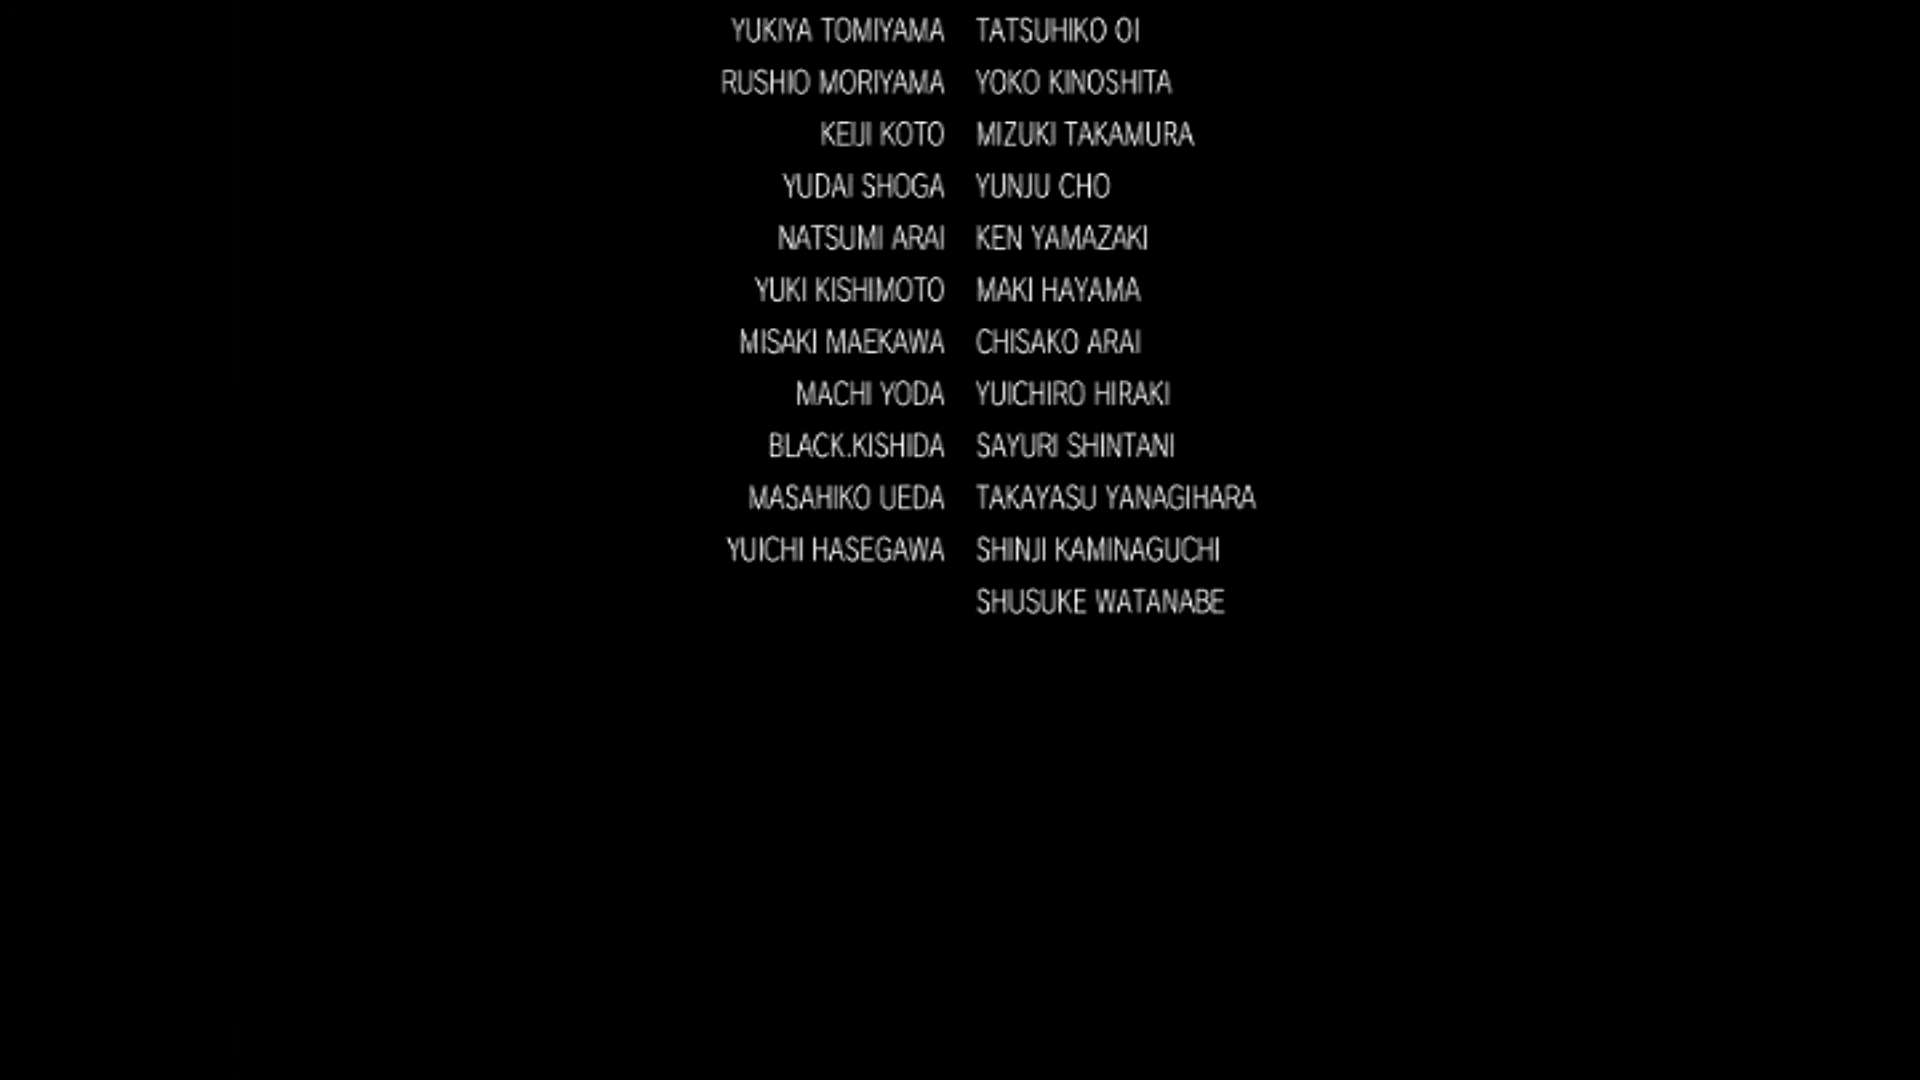 YUKIYA TOMIYAMA TATSUHIKO OI
RUSHIO MORIYAMA YOKO KINOSHITA
KEIJI KOTO MIZUKI TAKAMURA
YUDAI SHOGA YUNJU CHO
NATSUMI ARAI KEN YAMAZAKI
YUKI KISHIMOTO MAKI HAYAMA
MISAKI MAEKAWA CHISAKO ARAI
MACHI YODA YUICHIRO HIRAKI
BLACK.KISHIDA SAYURI SHINTANI
MASAHIKO UEDA TAKAYASU YANAGIHARA
YUICHI HASEGAWA SHINJI KAMINAGUCHI
SHUSUKE WATANABE